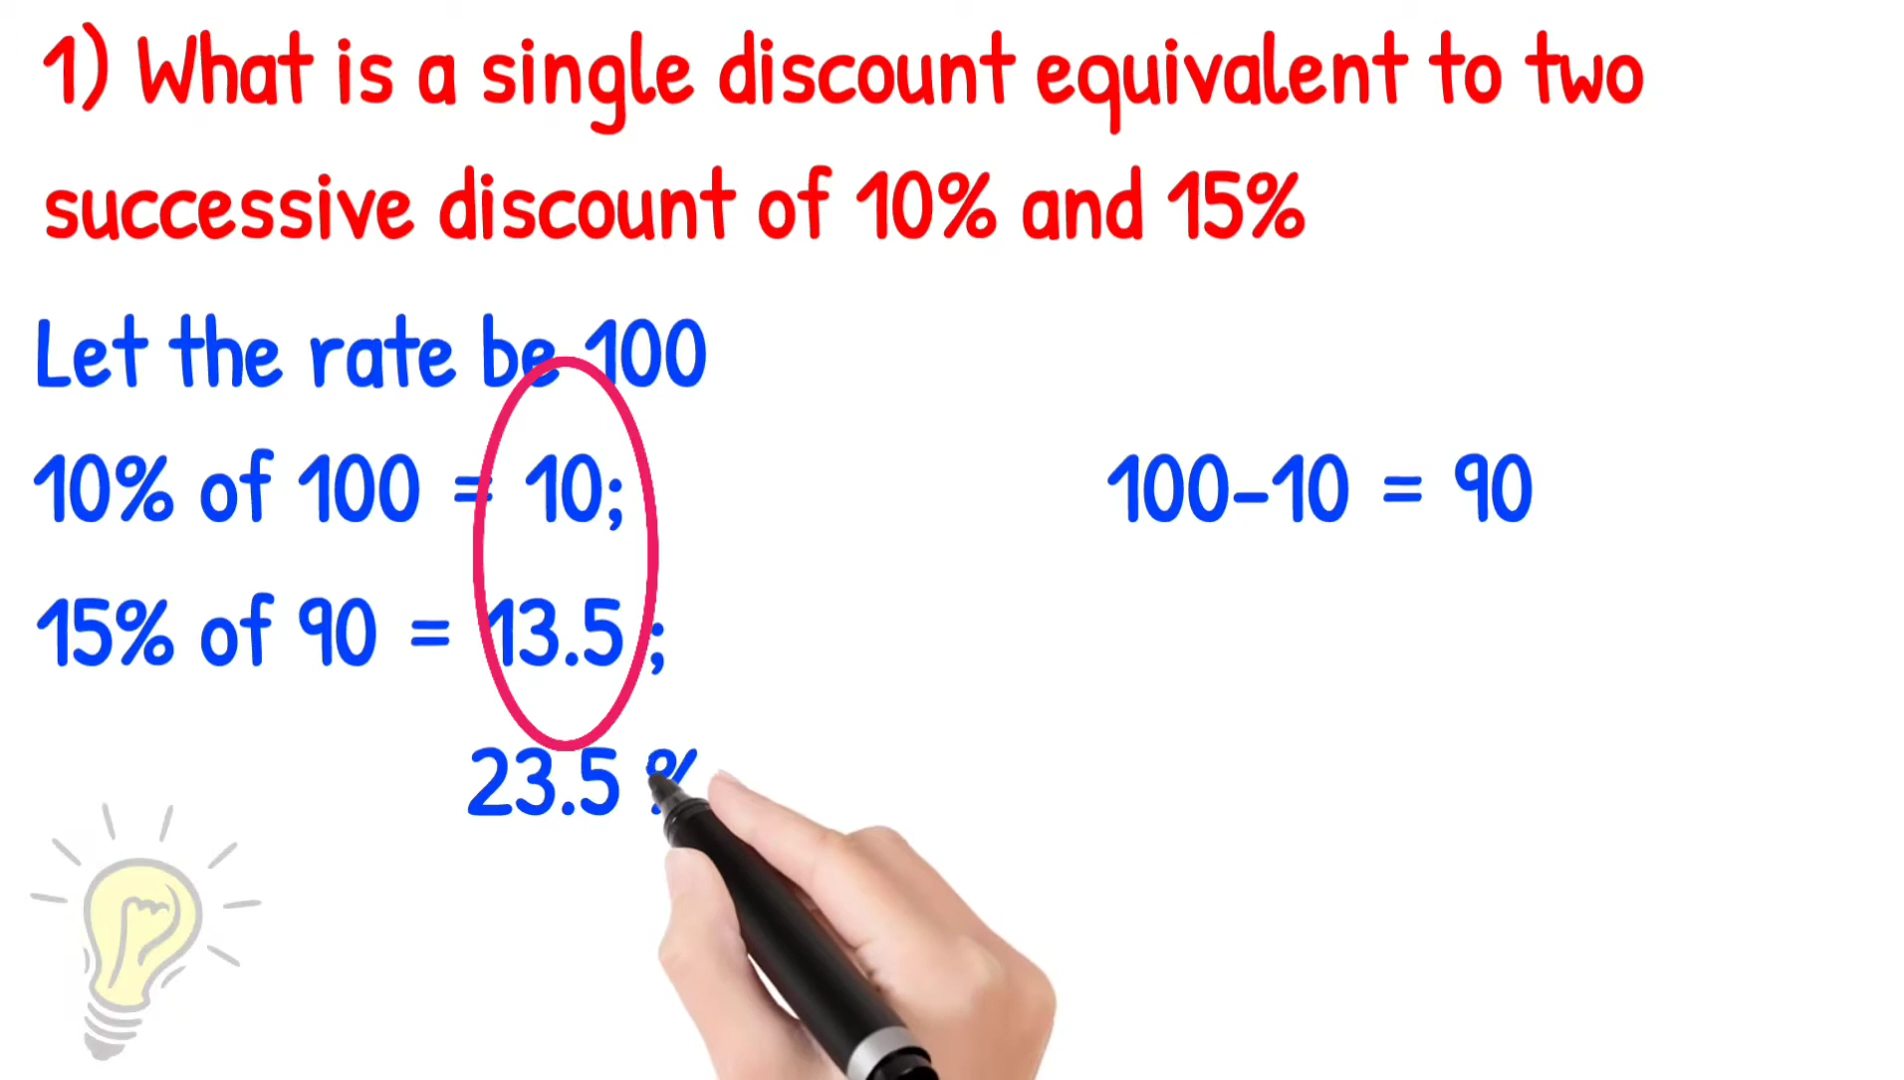 1) What is a single discount equivalent to two
successive discount of 10% and 15%
Let the rate be 100
10% of 100 = 10; 100-10 = 90
15% of 90 = 13.5 ;
23.5 %